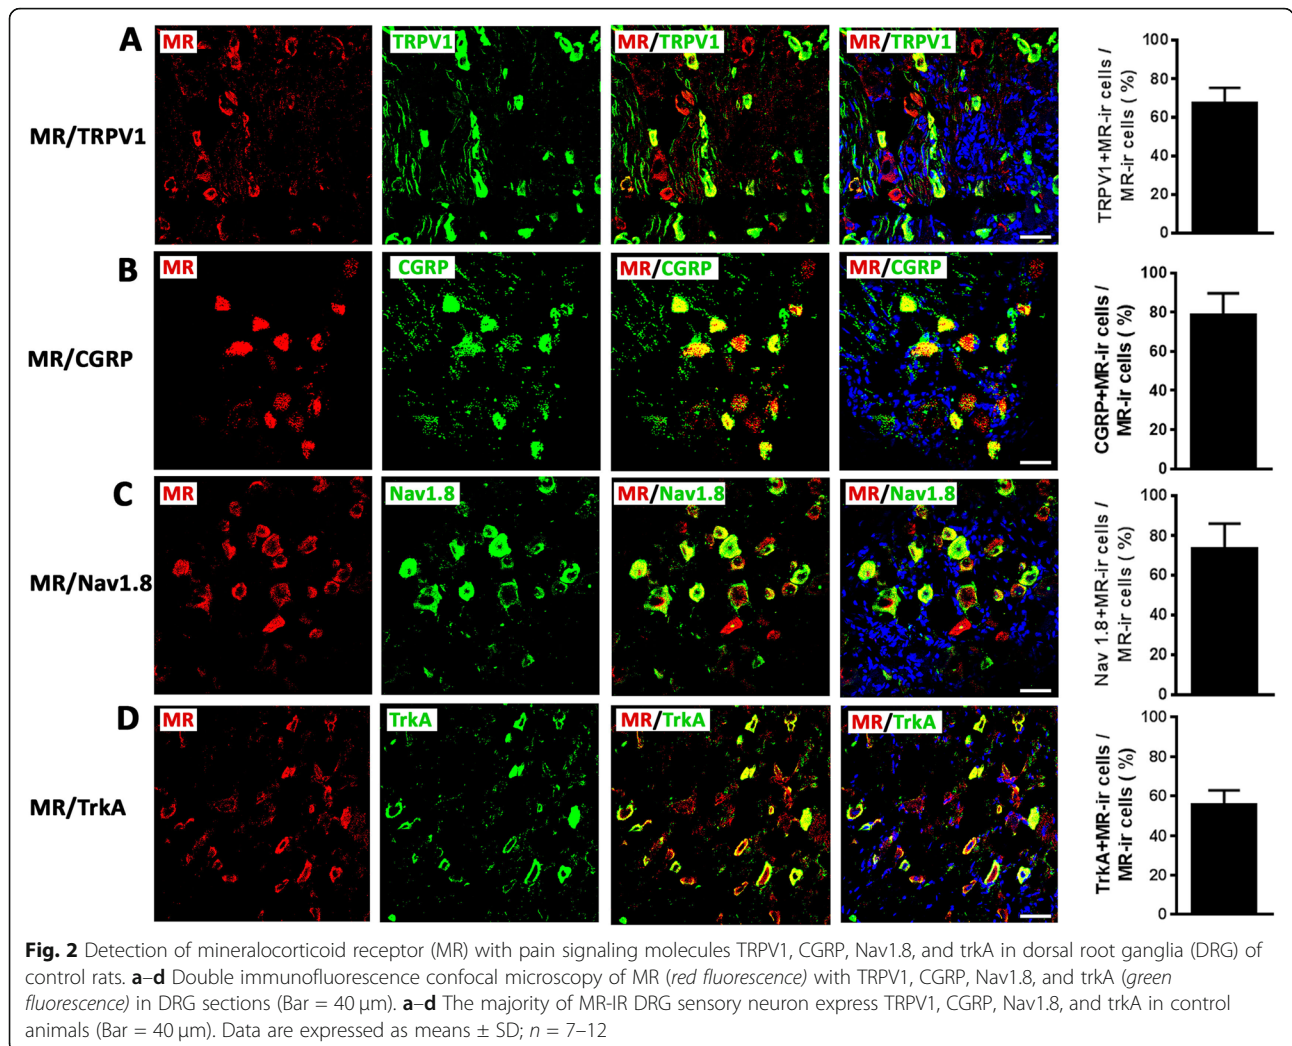 A
MR
TRPV1
MR/TRPV1
MR/TRPV1
MR/TRPV1
100
80
60
40
20
0
TRPV1+MR-ir cells /
MR-ir cells ( %)
B
MR
CGRP
MR/CGRP
MR/CGRP
MR/CGRP
100
80
60
40
20
0
CGRP+MR-ir cells /
MR-ir cells ( %)
C
MR
Nav1.8
MR/Nav1.8
MR/Nav1.8
MR/Nav1.8
100
80
60
40
20
0
Nav 1.8+MR-ir cells /
MR-ir cells ( %)
D
MR
TrkA
MR/TrkA
MR/TrkA
MR/TrkA
100
80
60
40
20
0
TrkA+MR-ir cells /
MR-ir cells ( %)
Fig. 2 Detection of mineralocorticoid receptor (MR) with pain signaling molecules TRPV1, CGRP, Nav1.8, and trkA in dorsal root ganglia (DRG) of
control rats. a–d Double immunofluorescence confocal microscopy of MR (red fluorescence) with TRPV1, CGRP, Nav1.8, and trkA (green
fluorescence) in DRG sections (Bar = 40 μm). a–d The majority of MR-IR DRG sensory neuron express TRPV1, CGRP, Nav1.8, and trkA in control
animals (Bar = 40 μm). Data are expressed as means ± SD; n = 7–12